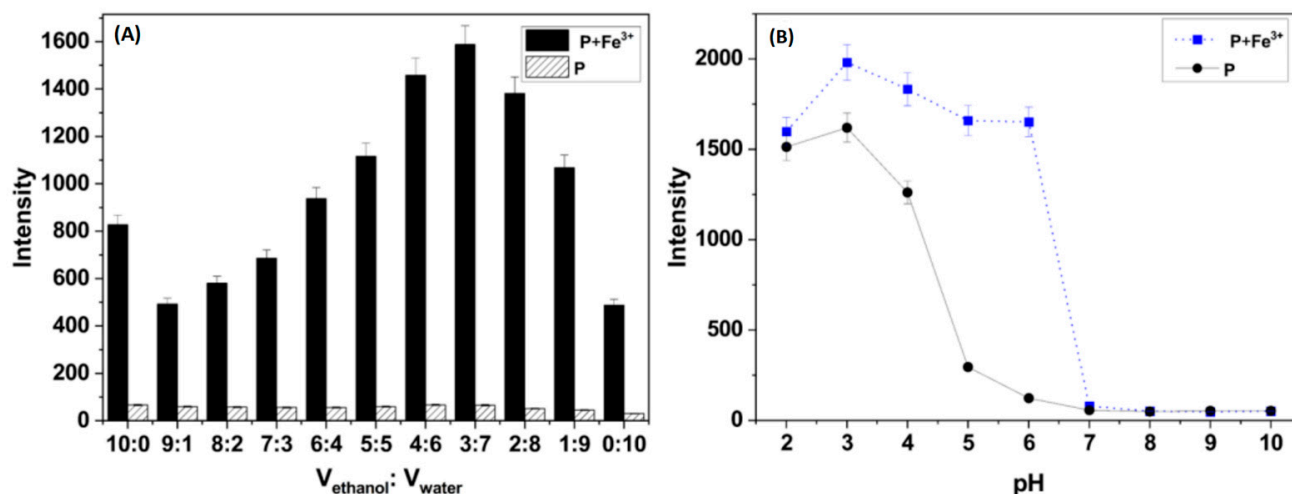 (A)
P+Fe³⁺
P
1600
1400
1200
1000
800
600
400
200
0
Intensity
10:0 9:1 8:2 7:3 6:4 5:5 4:6 3:7 2:8 1:9 0:10
Vethanol: Vwater
(B)
P+Fe³⁺
P
2000
1500
1000
500
0
Intensity
2 3 4 5 6 7 8 9 10
pH